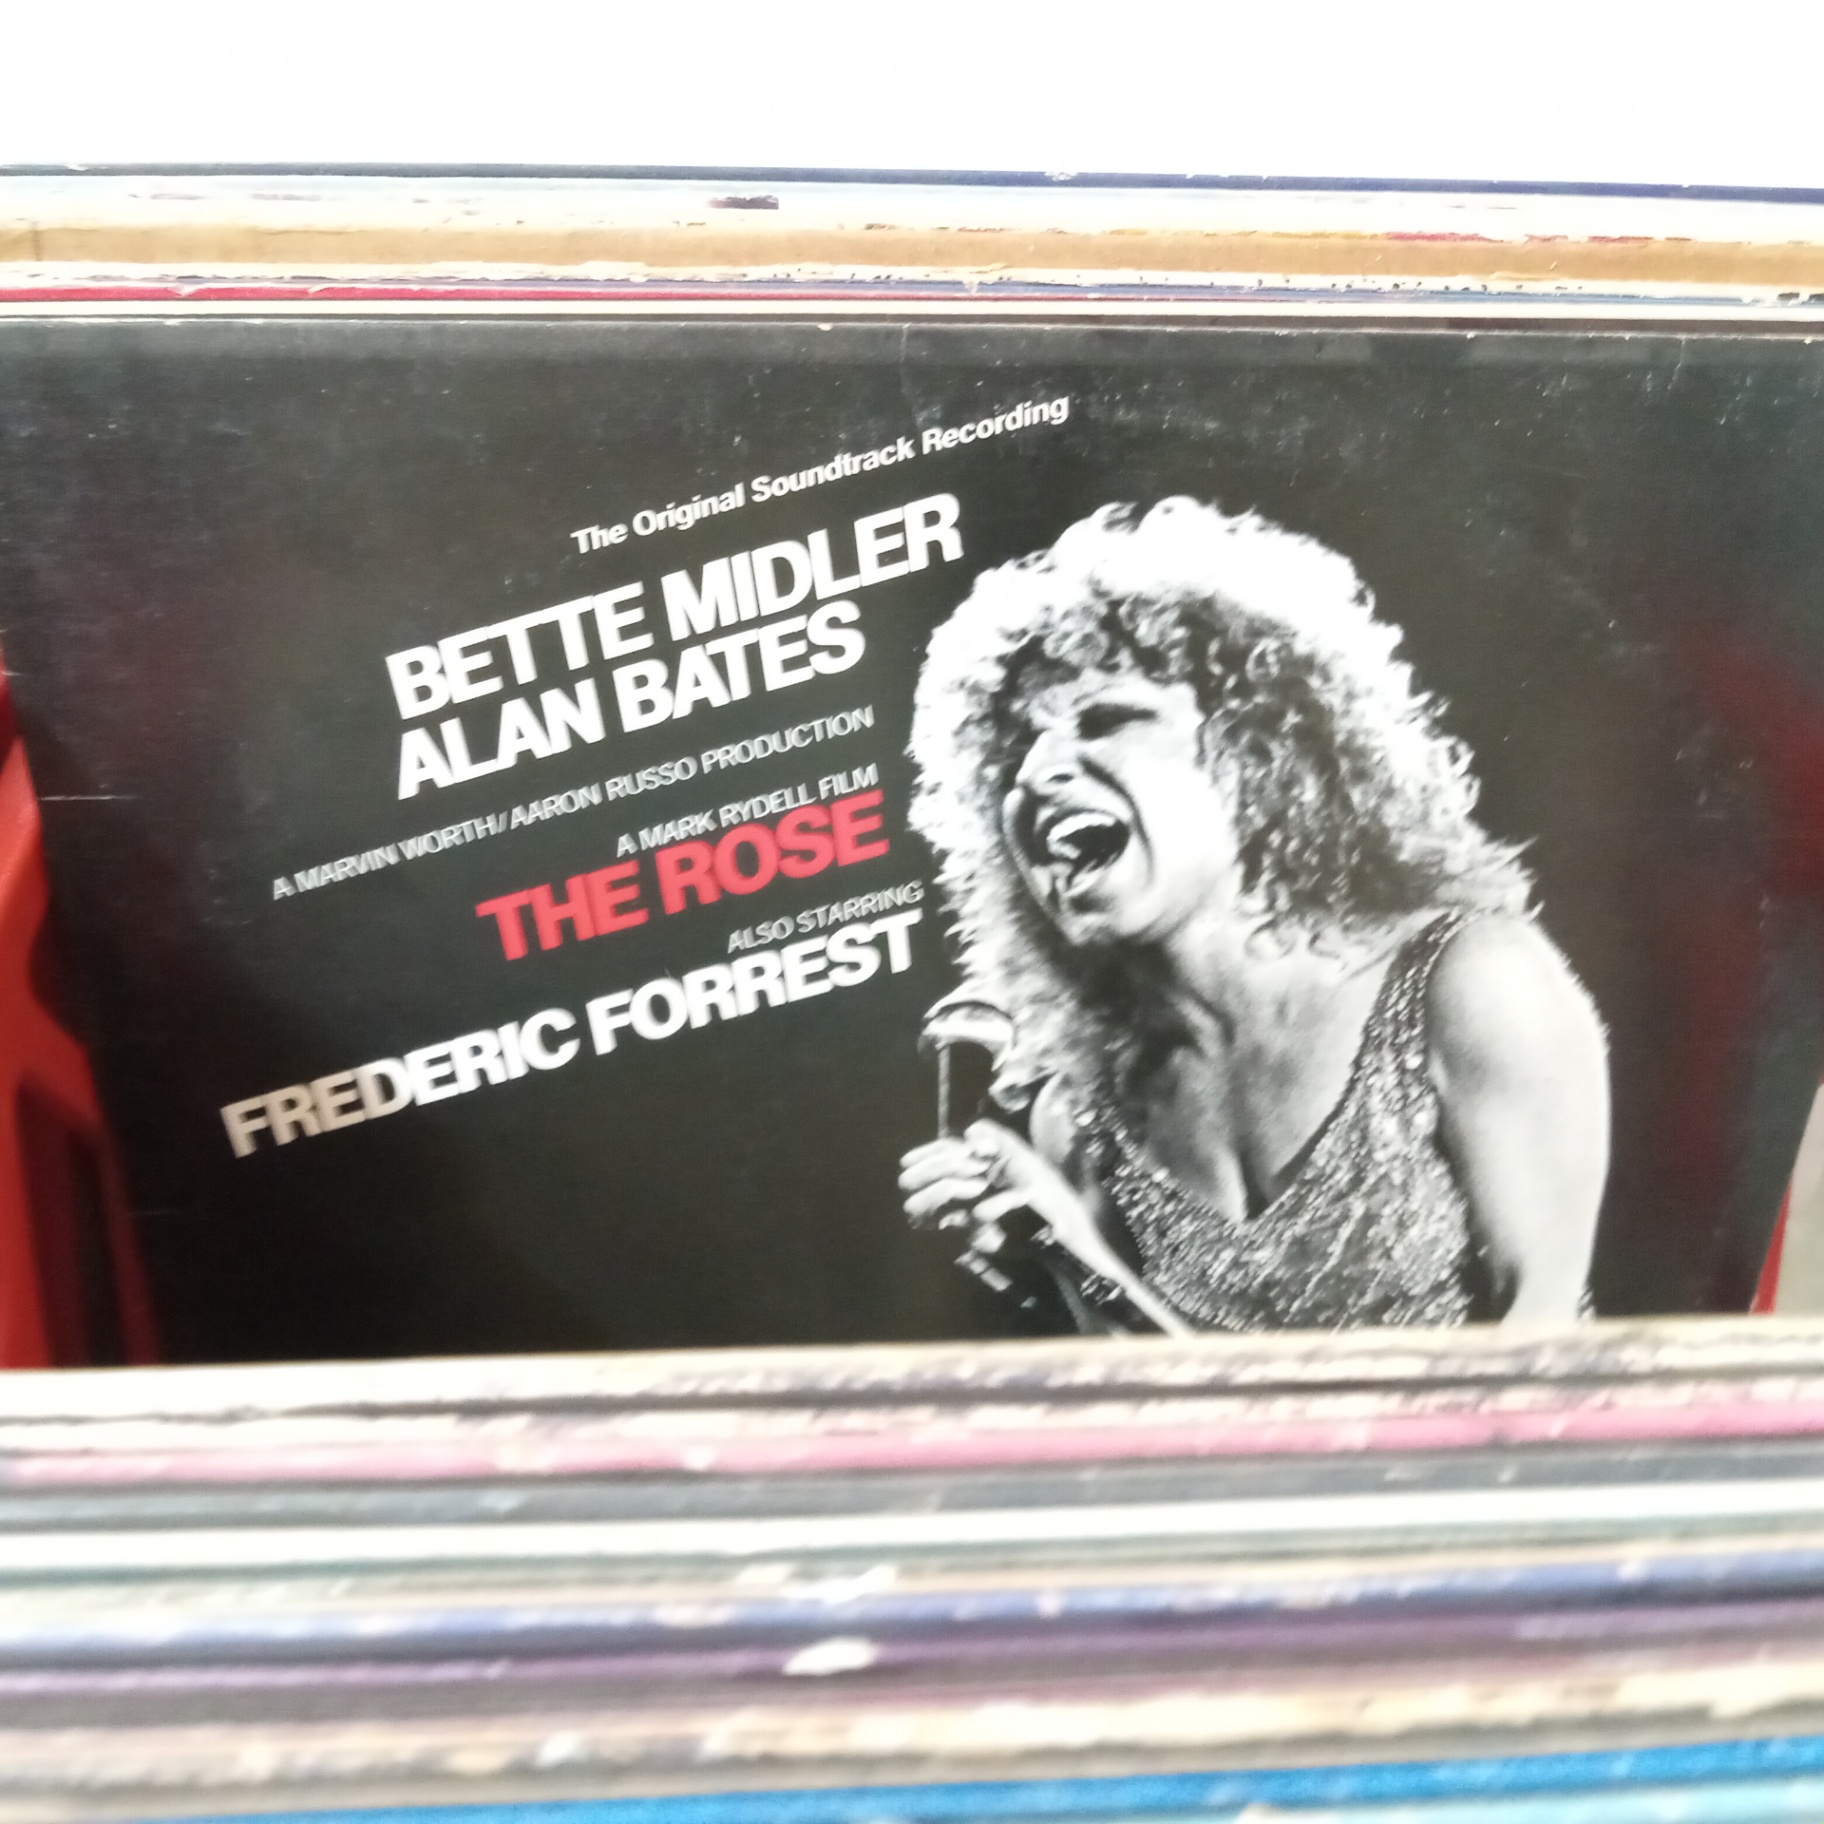 The Original Soundtrack Recording
BETTE MIDLER
ALAN BATES
A MARVIN WORTH/AARON RUSSO PRODUCTION
A MARK RYDELL FILM
THE ROSE
ALSO STARRING
FREDERIC FORREST